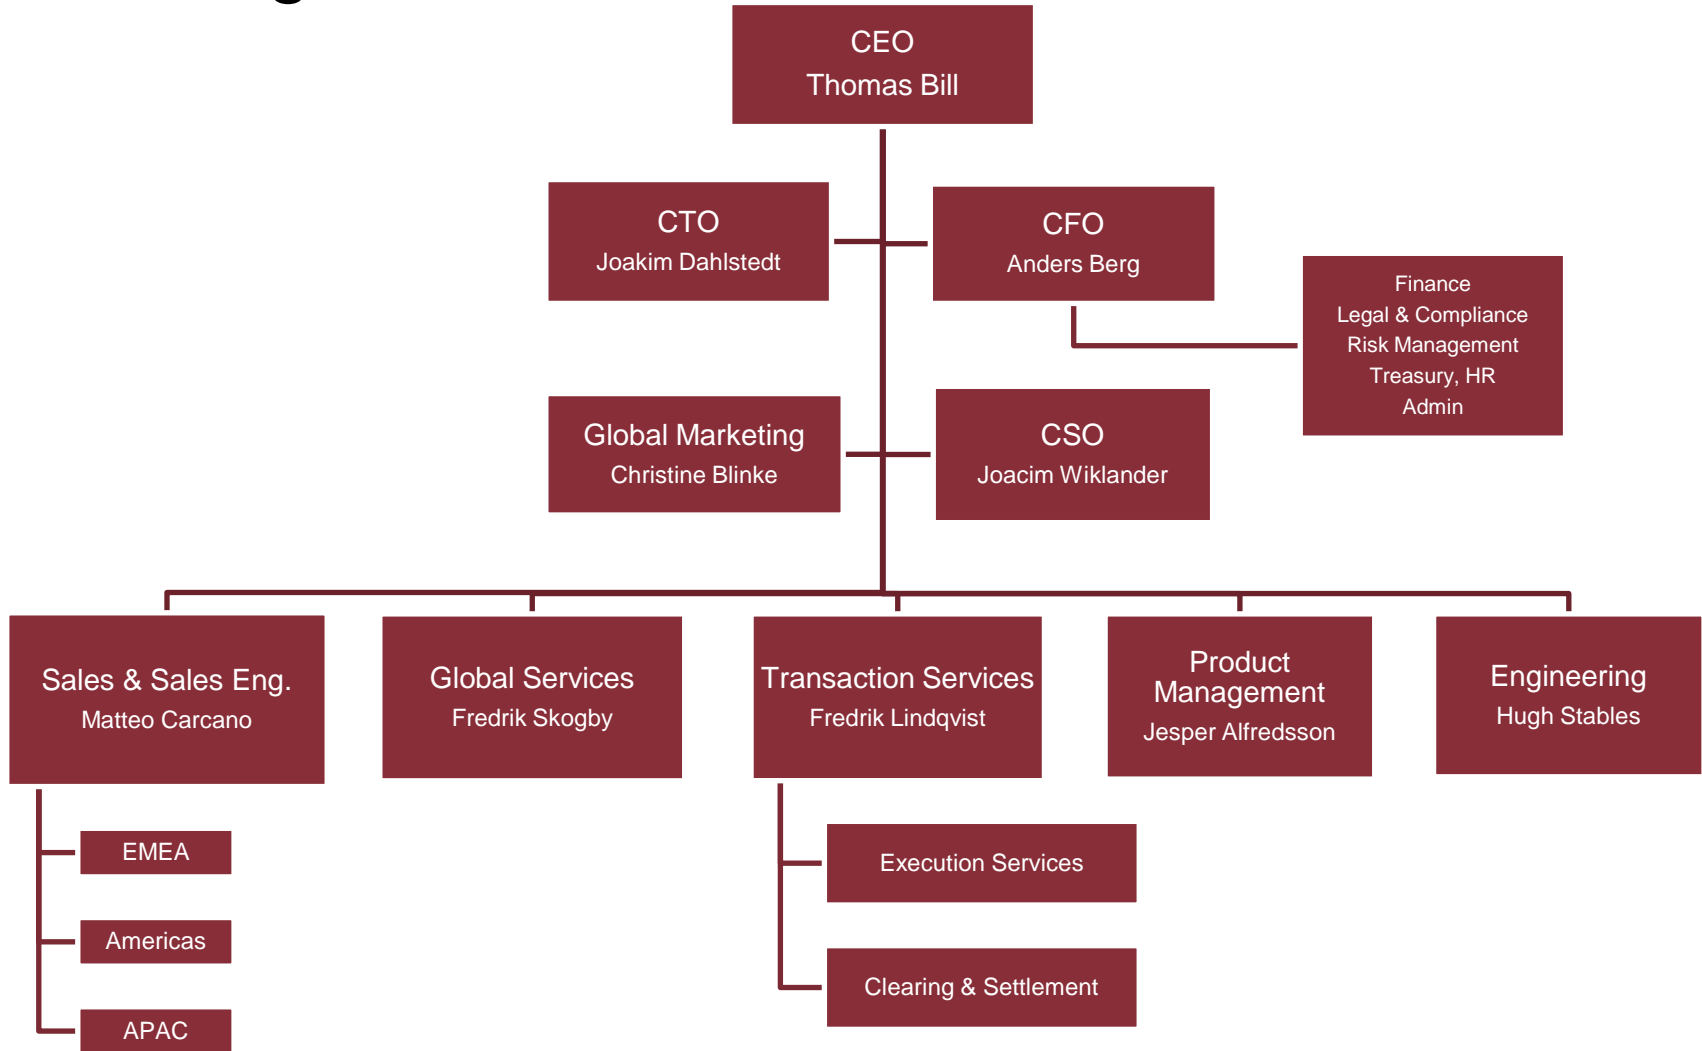 CEO
Thomas Bill
CTO
Joakim Dahlstedt
CFO
Anders Berg
Finance
Legal & Compliance
Risk Management
Treasury, HR
Admin
Global Marketing
Christine Blinke
CSO
Joacim Wiklander
Sales & Sales Eng.
Matteo Carcano
Global Services
Fredrik Skogby
Transaction Services
Fredrik Lindqvist
Product
Management
Jesper Alfredsson
Engineering
Hugh Stables
EMEA
Americas
APAC
Execution Services
Clearing & Settlement